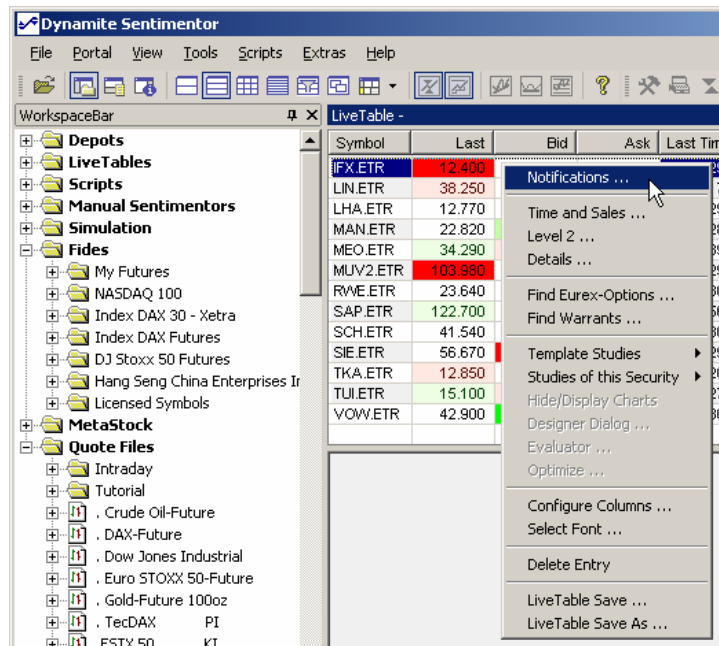 Dynamite Sentimentor
File Portal View Tools Scripts Extras Help
WorkspaceBar
Depots
LiveTables
Scripts
Manual Sentimentors
Simulation
Fides
My Futures
NASDAQ 100
Index DAX 30 - Xetra
Index DAX Futures
DJ Stoxx 50 Futures
Hang Seng China Enterprises
Licensed Symbols
MetaStock
Quote Files
Intraday
Tutorial
. Crude Oil-Future
. DAX-Future
. Dow Jones Industrial
. Euro STOXX 50-Future
. Gold-Future 100oz
. TecDAX PI
. ESTX 50 KI
LiveTable -
Symbol Last Bid Ask Last Tim
IFX.ETR 12.400
LIN.ETR 38.250
LHA.ETR 12.770
MAN.ETR 22.820
MEO.ETR 34.290
MUV2.ETR 103.980
RWE.ETR 23.640
SAP.ETR 122.700
SCH.ETR 41.540
SIE.ETR 56.670
TKA.ETR 12.850
TUI.ETR 15.100
VOW.ETR 42.900
Notifications ...
Time and Sales ...
Level 2 ...
Details ...
Find Eurex-Options ...
Find Warrants ...
Template Studies
Studies of this Security
Hide/Display Charts
Designer Dialog ...
Evaluator ...
Optimize ...
Configure Columns ...
Select Font ...
Delete Entry
LiveTable Save ...
LiveTable Save As ...